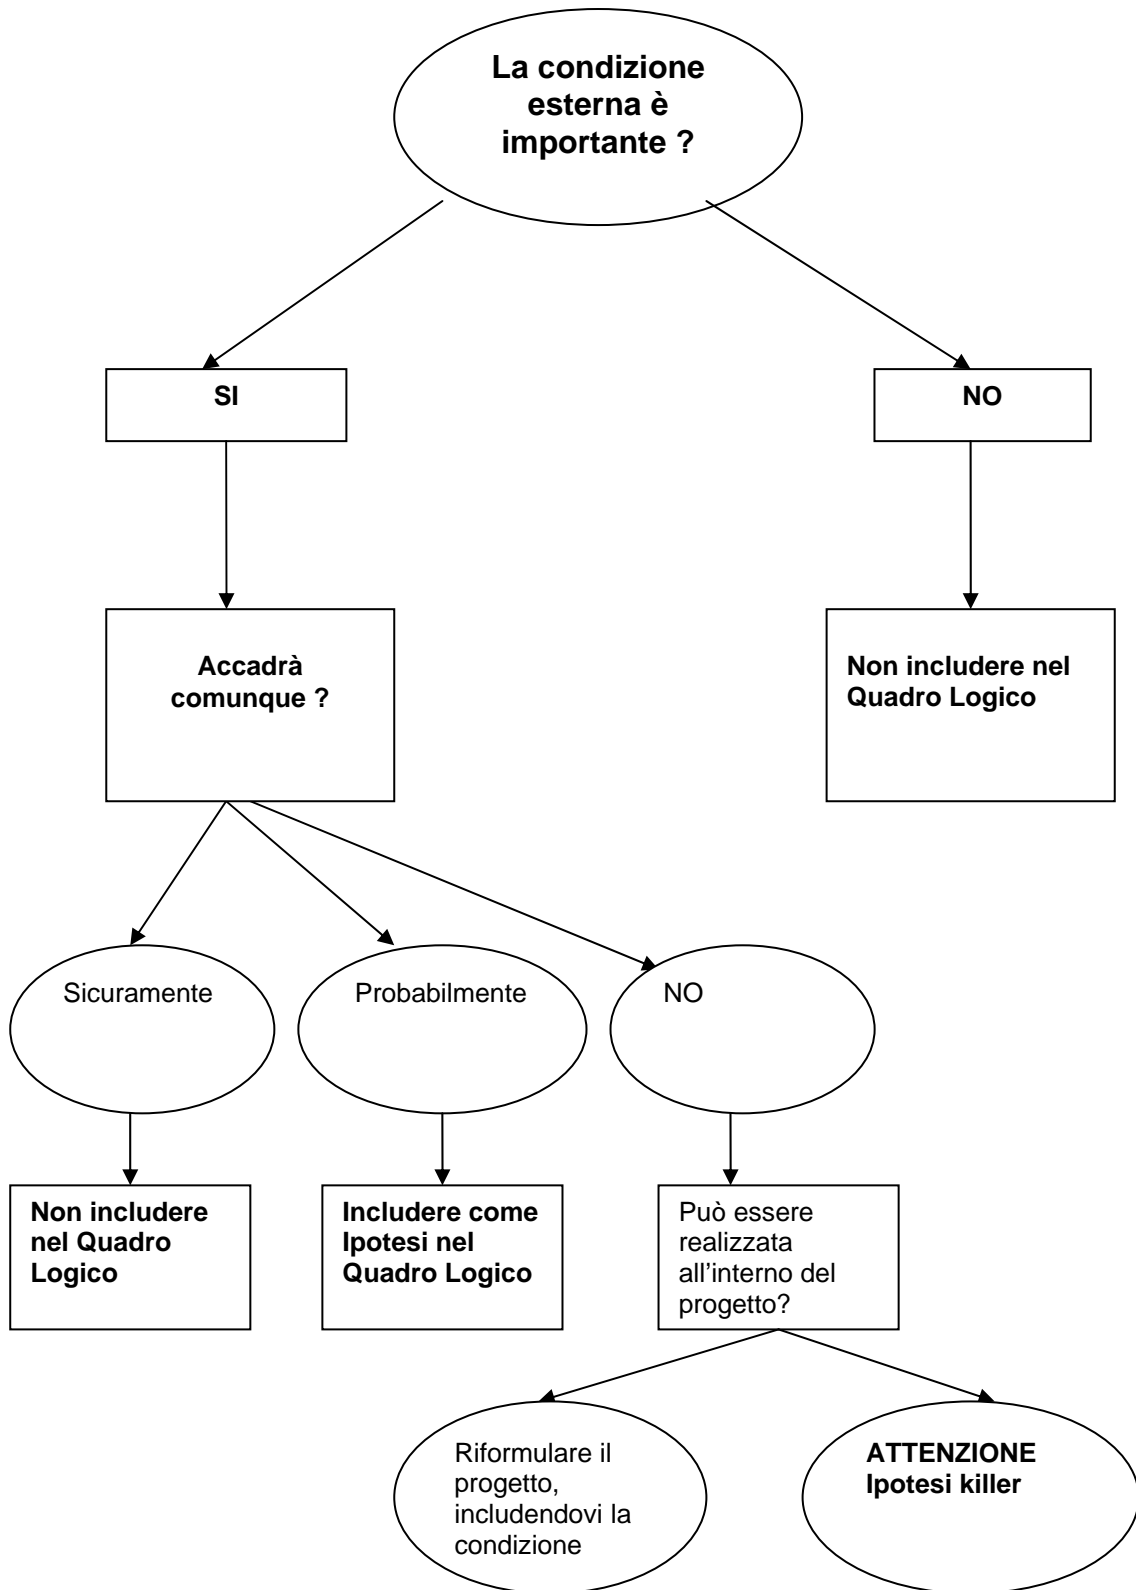 La condizione
esterna è
importante ?
SI
NO
Accadrà
comunque ?
Non includere nel
Quadro Logico
Sicuramente
Probabilmente
NO
Non includere
nel Quadro
Logico
Includere come
Ipotesi nel
Quadro Logico
Può essere
realizzata
all’interno del
progetto?
Riformulare il
progetto,
includendovi la
condizione
ATTENZIONE
Ipotesi killer